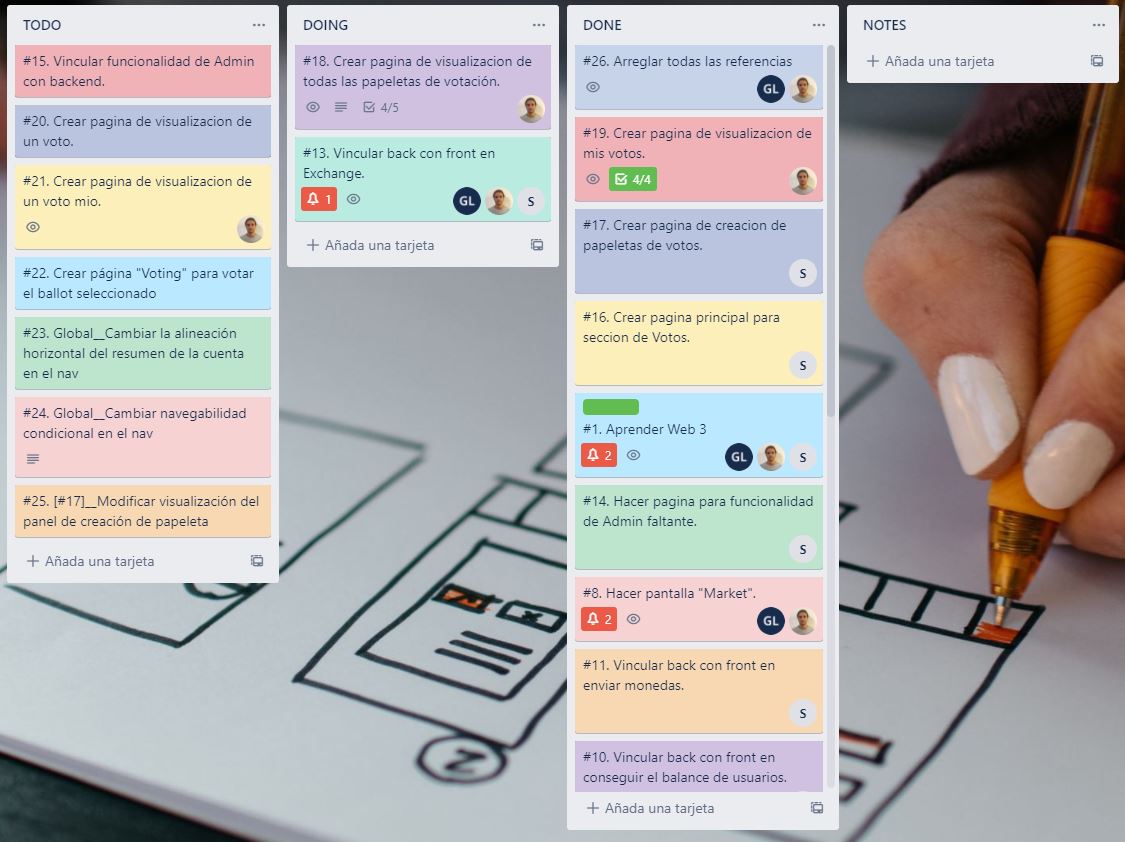 TODO
#15. Vincular funcionalidad de Admin
con backend.
#20. Crear pagina de visualizacion de
un voto.
#21. Crear pagina de visualizacion de
un voto mio.
#22. Crear página "Voting" para votar
el ballot seleccionado
#23. Global__Cambiar la alineación
horizontal del resumen de la cuenta
en el nav
#24. Global__Cambiar navegabilidad
condicional en el nav
#25. [#17]__Modificar visualización del
panel de creación de papeleta
Añada una tarjeta
DOING
#18. Crear pagina de visualizacion de
todas las papeletas de votación.
4/5
#13. Vincular back con front en
Exchange.
1 GL S
Añada una tarjeta
DONE
#26. Arreglar todas las referencias
GL
#19. Crear pagina de visualizacion de
mis votos.
4/4
#17. Crear pagina de creacion de
papeletas de votos.
S
#16. Crear pagina principal para
seccion de Votos.
S
#1. Aprender Web 3
2 GL S
#14. Hacer pagina para funcionalidad
de Admin faltante.
S
#8. Hacer pantalla "Market".
2 GL
#11. Vincular back con front en
enviar monedas.
S
#10. Vincular back con front en
conseguir el balance de usuarios.
Añada una tarjeta
NOTES
Añada una tarjeta
2